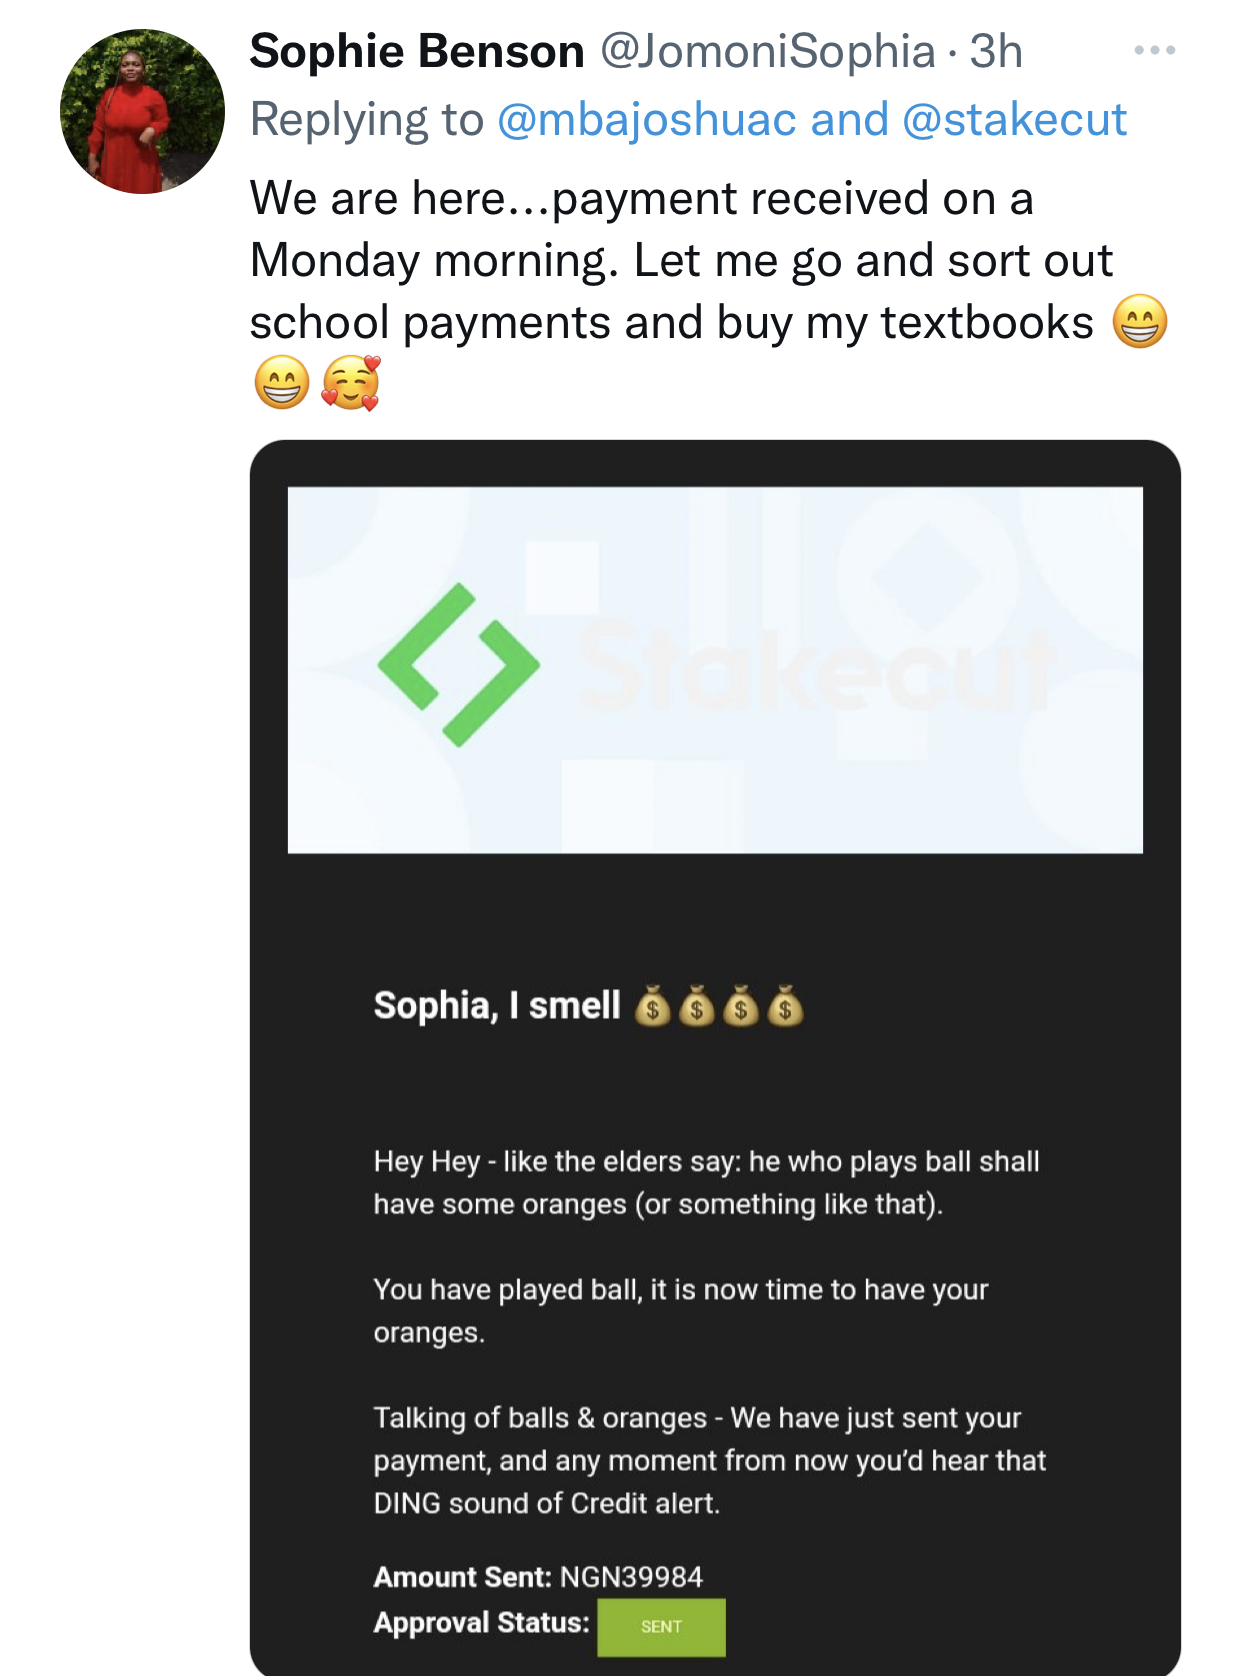 Sophie Benson @JomoniSophia · 3h
Replying to @mbajoshuac and @stakecut
We are here...payment received on a
Monday morning. Let me go and sort out
school payments and buy my textbooks 😁
😁🥰
Stakecut
Sophia, I smell 💰💰💰💰
Hey Hey - like the elders say: he who plays ball shall
have some oranges (or something like that).
You have played ball, it is now time to have your
oranges.
Talking of balls & oranges - We have just sent your
payment, and any moment from now you’d hear that
DING sound of Credit alert.
Amount Sent: NGN39984
Approval Status: SENT